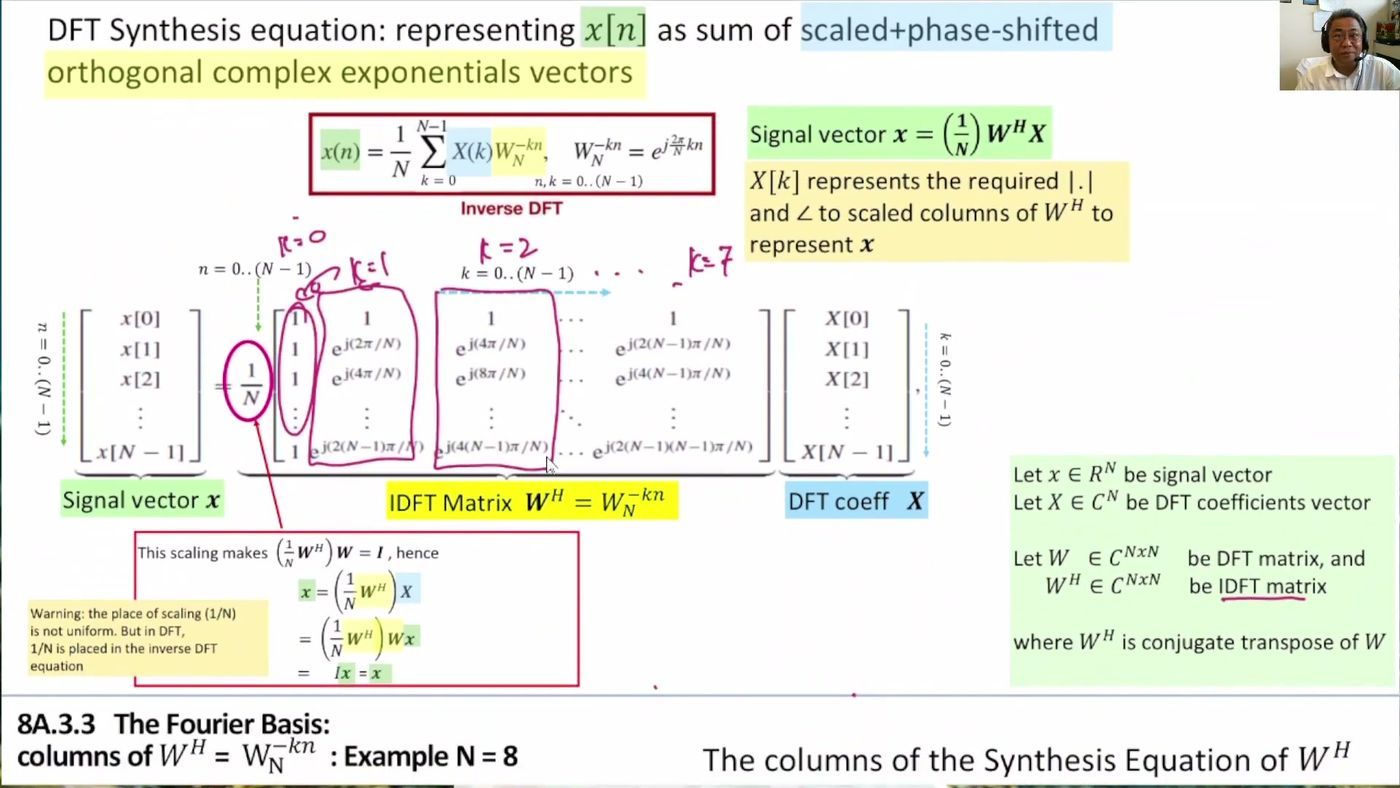 DFT Synthesis equation: representing x[n] as sum of scaled+phase-shifted
orthogonal complex exponentials vectors
x(n) = 1/N ∑_{k = 0}^{N−1} X(k)W_N^{−kn}, W_N^{−kn} = e^{j(2π/N)kn}
n,k = 0..(N − 1)
Inverse DFT
Signal vector x = (1/N) W^H X
X[k] represents the required |.|
and ∠ to scaled columns of W^H to
represent x
k=0
k=1
k=2
...
k=7
n = 0..(N − 1)
k = 0..(N − 1)
n = 0..(N − 1)
x[0]
x[1]
x[2]
⋮
x[N − 1]
= 1/N
1 1 1 ⋯ 1
1 e^{j(2π/N)} e^{j(4π/N)} ⋯ e^{j(2(N−1)π/N)}
1 e^{j(4π/N)} e^{j(8π/N)} ⋯ e^{j(4(N−1)π/N)}
⋮ ⋮ ⋮ ⋱ ⋮
1 e^{j(2(N−1)π/N)} e^{j(4(N−1)π/N)} ⋯ e^{j(2(N−1)(N−1)π/N)}
X[0]
X[1]
X[2]
⋮
X[N − 1]
,
k = 0..(N − 1)
Signal vector x
IDFT Matrix W^H = W_N^{−kn}
DFT coeff X
This scaling makes (1/N W^H) W = I , hence
x = (1/N W^H) X
= (1/N W^H) Wx
= Ix = x
Warning: the place of scaling (1/N)
is not uniform. But in DFT,
1/N is placed in the inverse DFT
equation
Let x ∈ R^N be signal vector
Let X ∈ C^N be DFT coefficients vector
Let W ∈ C^{NxN} be DFT matrix, and
W^H ∈ C^{NxN} be IDFT matrix
where W^H is conjugate transpose of W
8A.3.3 The Fourier Basis:
columns of W^H = W_N^{−kn} : Example N = 8
The columns of the Synthesis Equation of W^H